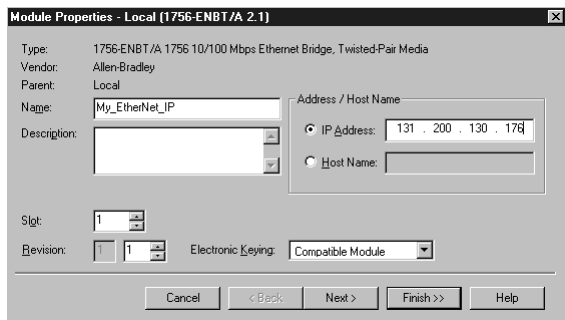 Module Properties - Local (1756-ENBT/A 2.1)
Type: 1756-ENBT/A 1756 10/100 Mbps Ethernet Bridge, Twisted-Pair Media
Vendor: Allen-Bradley
Parent: Local
Name: My_EtherNet_IP
Description:
Address / Host Name
IP Address: 131 . 200 . 130 . 176
Host Name:
Slot: 1
Revision: 1 1 Electronic Keying: Compatible Module
Cancel < Back Next > Finish >> Help